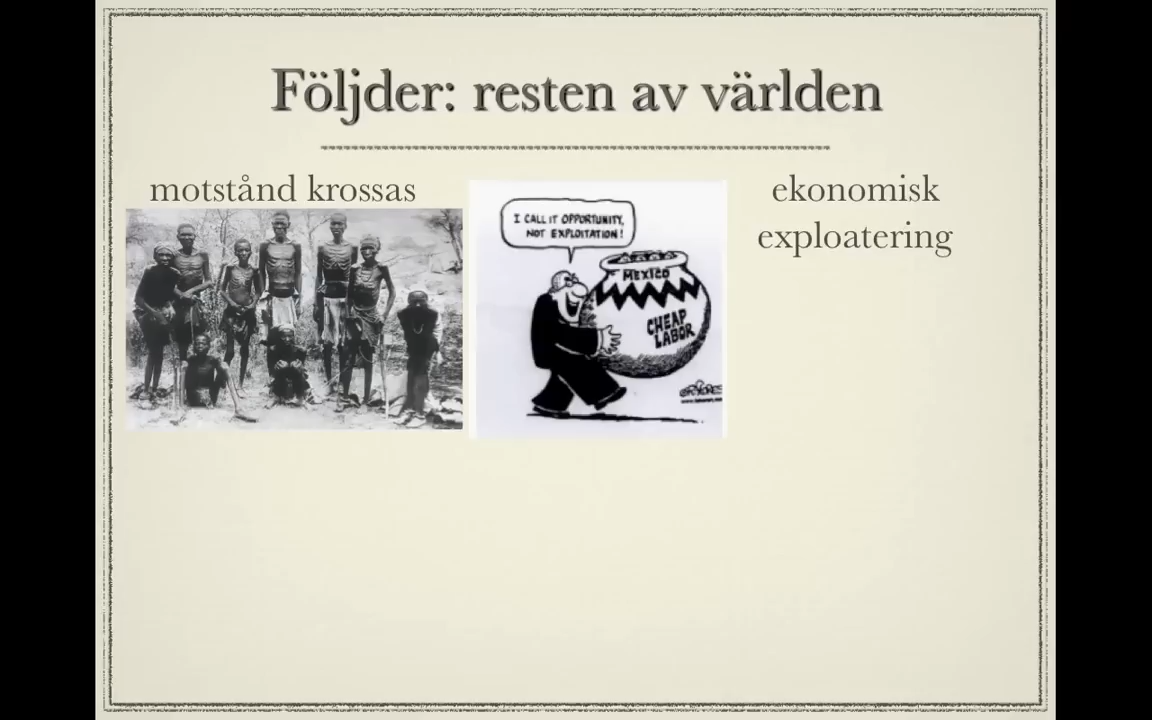 Följder: resten av världen
motstånd krossas
I CALL IT OPPORTUNITY,
NOT EXPLOITATION!
MEXICO
CHEAP
LABOR
ekonomisk
exploatering